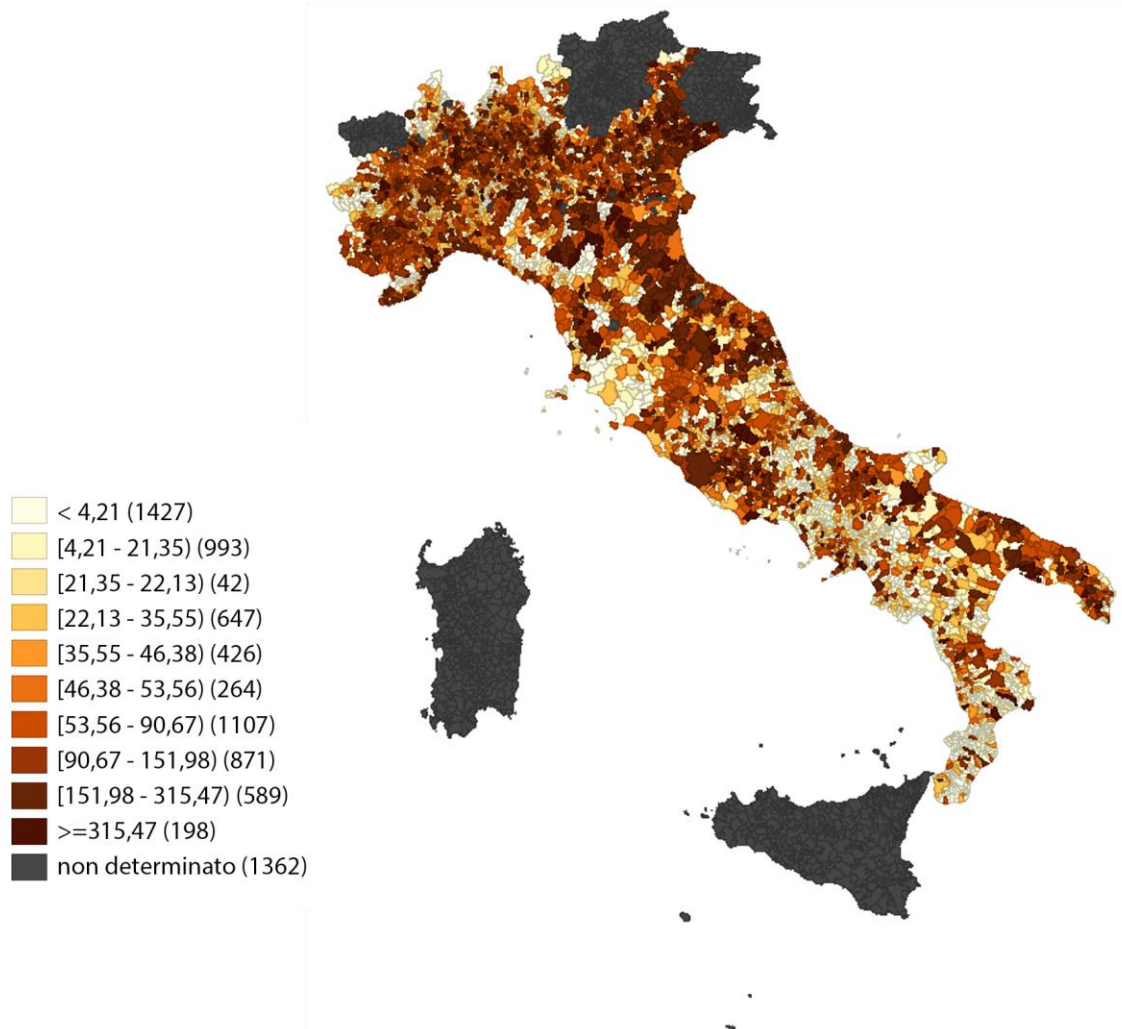 < 4,21 (1427)
[4,21 - 21,35) (993)
[21,35 - 22,13) (42)
[22,13 - 35,55) (647)
[35,55 - 46,38) (426)
[46,38 - 53,56) (264)
[53,56 - 90,67) (1107)
[90,67 - 151,98) (871)
[151,98 - 315,47) (589)
>=315,47 (198)
non determinato (1362)